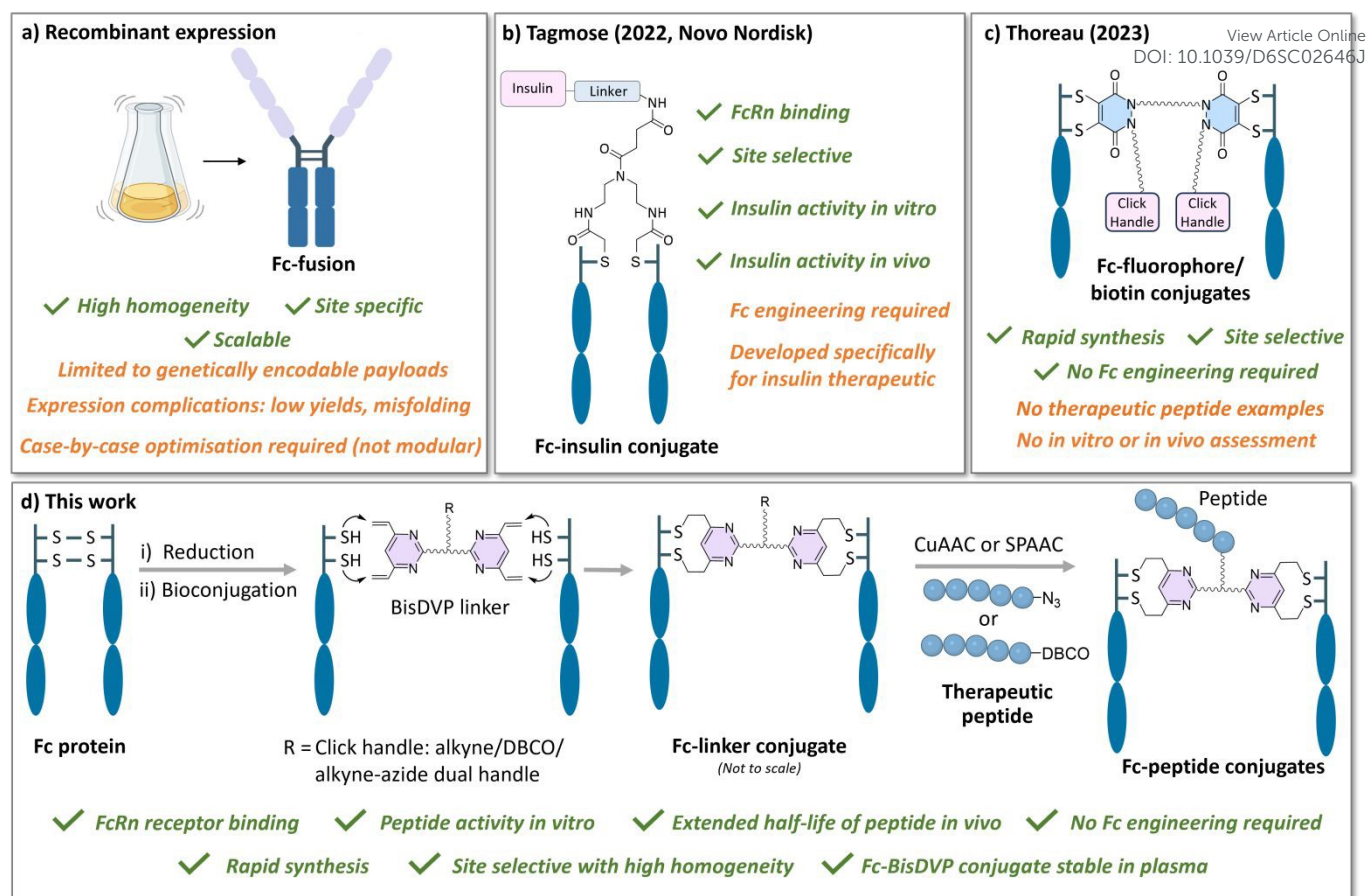 a) Recombinant expression
Fc-fusion
High homogeneity
Site specific
Scalable
Limited to genetically encodable payloads
Expression complications: low yields, misfolding
Case-by-case optimisation required (not modular)
b) Tagmose (2022, Novo Nordisk)
Insulin
Linker
NH
O
O
N
HN
NH
O
O
S
S
FcRn binding
Site selective
Insulin activity in vitro
Insulin activity in vivo
Fc engineering required
Developed specifically
for insulin therapeutic
Fc-insulin conjugate
c) Thoreau (2023)
View Article Online
DOI: 10.1039/D6SC02646J
O
O
S
N
N
S
S
N
N
S
O
O
Click
Handle
Click
Handle
Fc-fluorophore/
biotin conjugates
Rapid synthesis
Site selective
No Fc engineering required
No therapeutic peptide examples
No in vitro or in vivo assessment
d) This work
S–S
S–S
Fc protein
i) Reduction
ii) Bioconjugation
R
SH
N
N
HS
SH
N
N
HS
BisDVP linker
R = Click handle: alkyne/DBCO/
alkyne-azide dual handle
R
S
N
N
S
S
N
N
S
Fc-linker conjugate
(Not to scale)
CuAAC or SPAAC
N3
or
DBCO
Therapeutic
peptide
Peptide
S
N
N
S
S
N
N
S
Fc-peptide conjugates
FcRn receptor binding
Peptide activity in vitro
Extended half-life of peptide in vivo
No Fc engineering required
Rapid synthesis
Site selective with high homogeneity
Fc-BisDVP conjugate stable in plasma